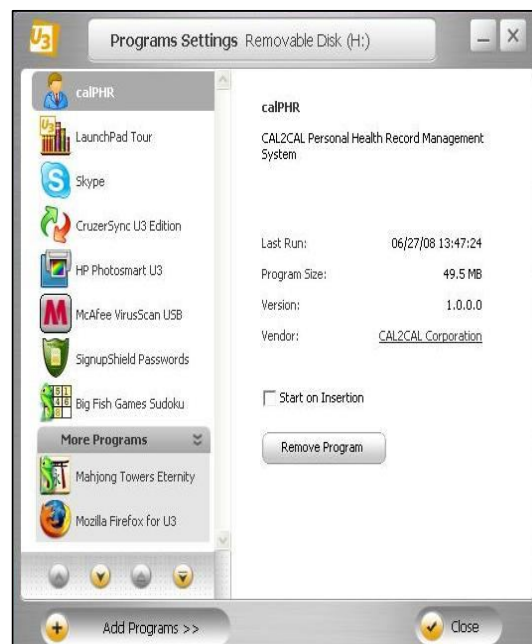 U3
Programs Settings Removable Disk (H:)
calPHR
LaunchPad Tour
Skype
CruzerSync U3 Edition
HP Photosmart U3
McAfee VirusScan USB
SignupShield Passwords
Big Fish Games Sudoku
More Programs
Mahjong Towers Eternity
Mozilla Firefox for U3
Add Programs >>
calPHR
CAL2CAL Personal Health Record Management
System
Last Run: 06/27/08 13:47:24
Program Size: 49.5 MB
Version: 1.0.0.0
Vendor: CAL2CAL Corporation
Start on Insertion
Remove Program
Close